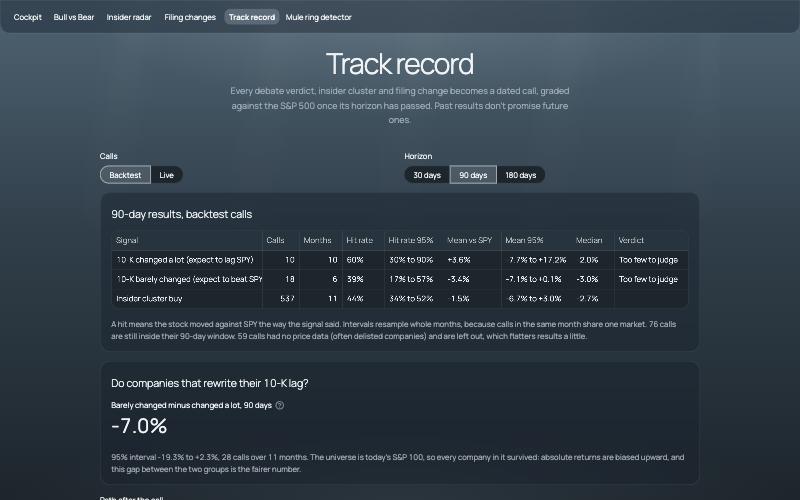 Cockpit Bull vs Bear Insider radar Filing changes Track record Mule ring detector
Track record
Every debate verdict, insider cluster and filing change becomes a dated call, graded
against the S&P 500 once its horizon has passed. Past results don't promise future
ones.
Calls Horizon
Backtest Live 30 days 90 days 180 days
90-day results, backtest calls
Signal Calls Months Hit rate Hit rate 95% Mean vs SPY Mean 95% Median Verdict
10-K changed a lot (expect to lag SPY) 10 10 60% 30% to 90% +3.6% -7.7% to +17.2% -2.0% Too few to judge
10-K barely changed (expect to beat SPY 18 6 39% 17% to 57% -3.4% -7.1% to +0.1% -3.0% Too few to judge
Insider cluster buy 537 11 44% 34% to 52% -1.5% -6.7% to +3.0% -2.7%
A hit means the stock moved against SPY the way the signal said. Intervals resample whole months, because calls in the same month share one market. 76 calls
are still inside their 90-day window. 59 calls had no price data (often delisted companies) and are left out, which flatters results a little.
Do companies that rewrite their 10-K lag?
Barely changed minus changed a lot, 90 days ?
-7.0%
95% interval -19.3% to +2.3%, 28 calls over 11 months. The universe is today's S&P 100, so every company in it survived: absolute returns are biased upward, and
this gap between the two groups is the fairer number.
Path after the call